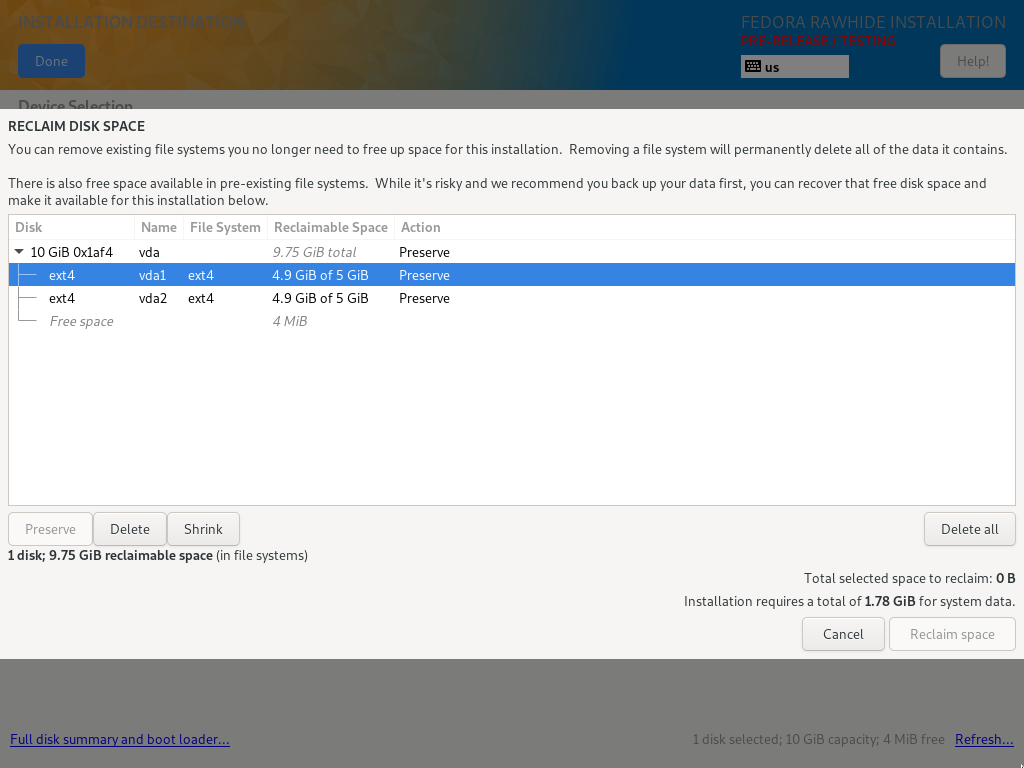 INSTALLATION DESTINATION
FEDORA RAWHIDE INSTALLATION
PRE-RELEASE / TESTING
Done
us
Help!
Device Selection
RECLAIM DISK SPACE
You can remove existing file systems you no longer need to free up space for this installation.  Removing a file system will permanently delete all of the data it contains.
There is also free space available in pre-existing file systems.  While it's risky and we recommend you back up your data first, you can recover that free disk space and
make it available for this installation below.
Disk Name File System Reclaimable Space Action
10 GiB 0x1af4 vda 9.75 GiB total Preserve
ext4 vda1 ext4 4.9 GiB of 5 GiB Preserve
ext4 vda2 ext4 4.9 GiB of 5 GiB Preserve
Free space 4 MiB
Preserve Delete Shrink Delete all
1 disk; 9.75 GiB reclaimable space (in file systems)
Total selected space to reclaim: 0 B
Installation requires a total of 1.78 GiB for system data.
Cancel Reclaim space
Full disk summary and boot loader... 1 disk selected; 10 GiB capacity; 4 MiB free Refresh...